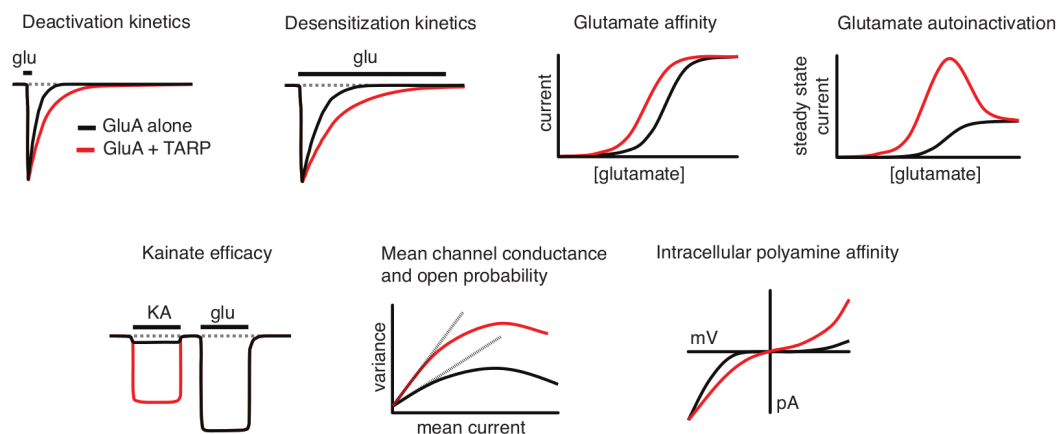 Deactivation kinetics
glu
GluA alone
GluA + TARP
Desensitization kinetics
glu
Glutamate affinity
current
[glutamate]
Glutamate autoinactivation
steady state
current
[glutamate]
Kainate efficacy
KA
glu
Mean channel conductance
and open probability
variance
mean current
Intracellular polyamine affinity
mV
pA